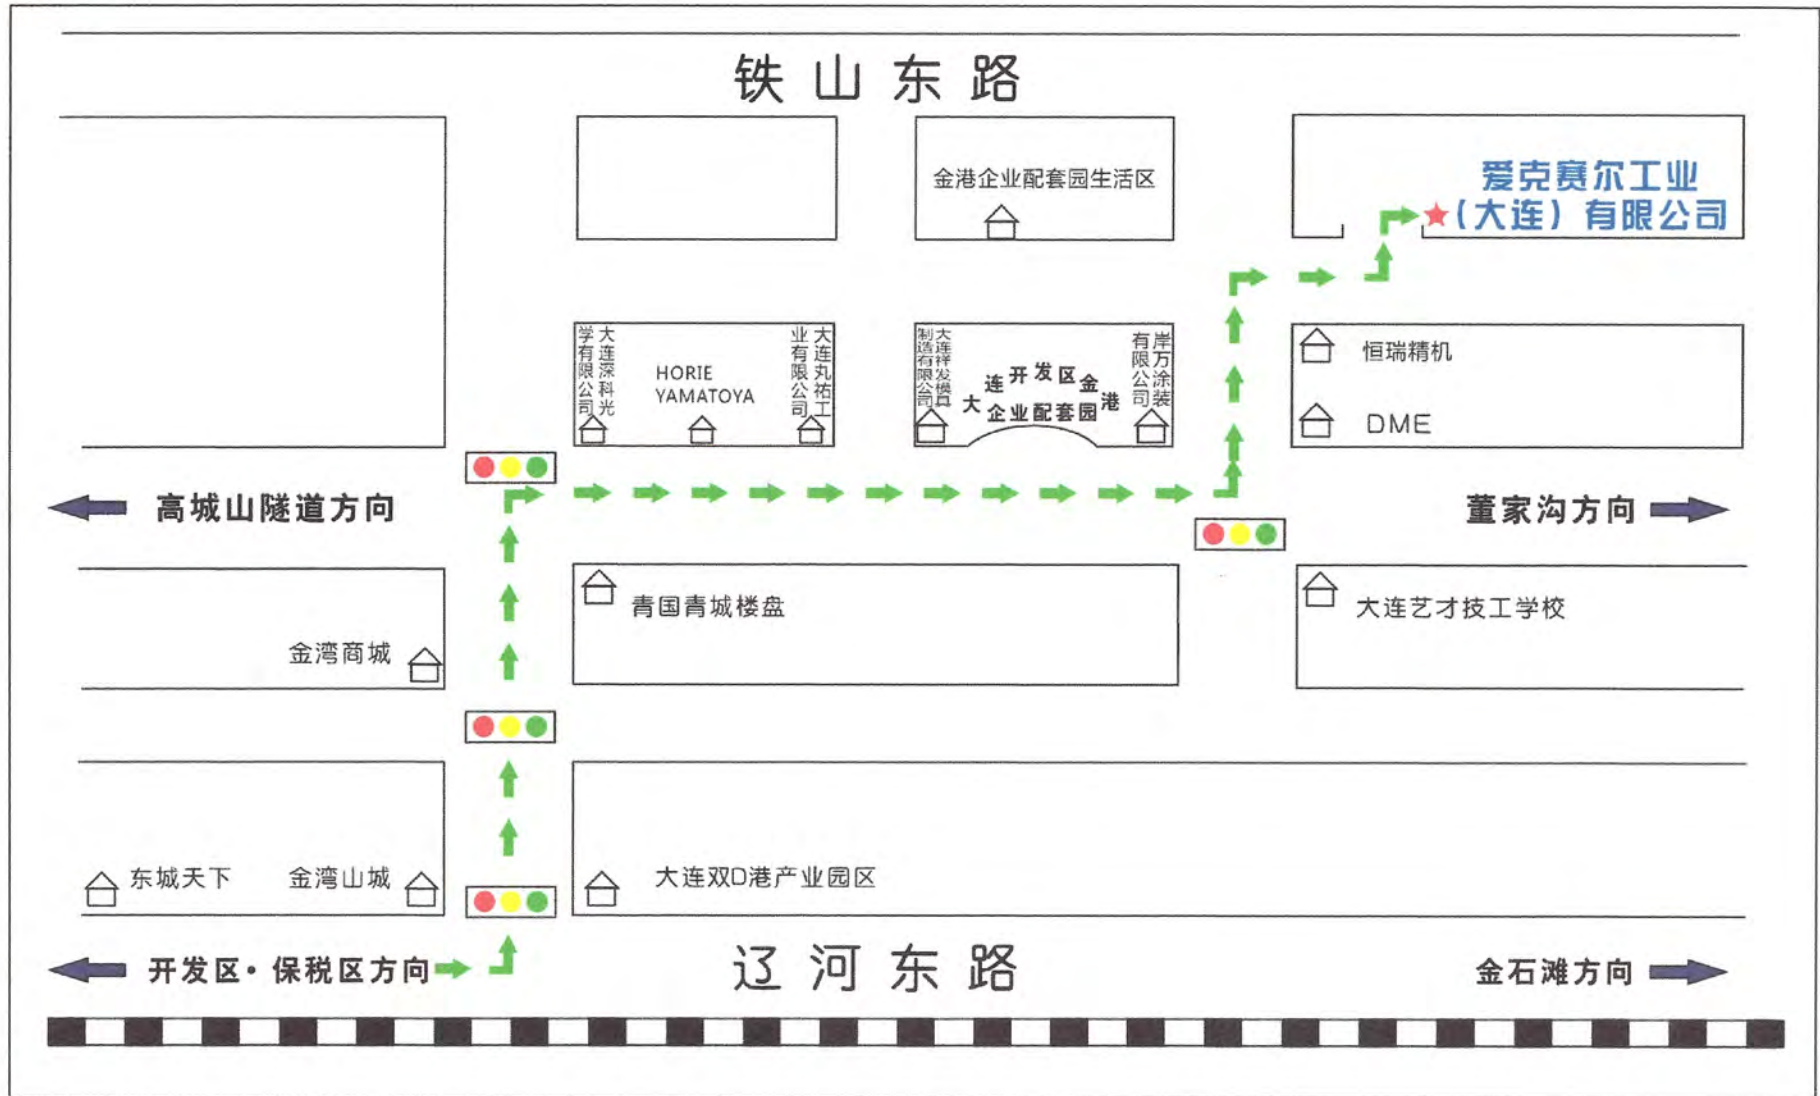 铁山东路
金港企业配套园生活区
爱克赛尔工业
（大连）有限公司
大连深科光
学有限公司
HORIE
YAMATOYA
大连丸祐工
业有限公司
大连祥发模具
制造有限公司
大连开发区金港
企业配套园
岸万涂装
有限公司
恒瑞精机
DME
高城山隧道方向
董家沟方向
青国青城楼盘
大连艺才技工学校
金湾商城
东城天下
金湾山城
大连双D港产业园区
开发区·保税区方向
辽河东路
金石滩方向